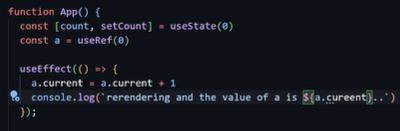 function App() {
const [count, setCount] = useState(0)
const a = useRef(0)
useEffect(() => {
a.current = a.current + 1
console.log(`rerendering and the value of a is ${a.cureent}..`)
});